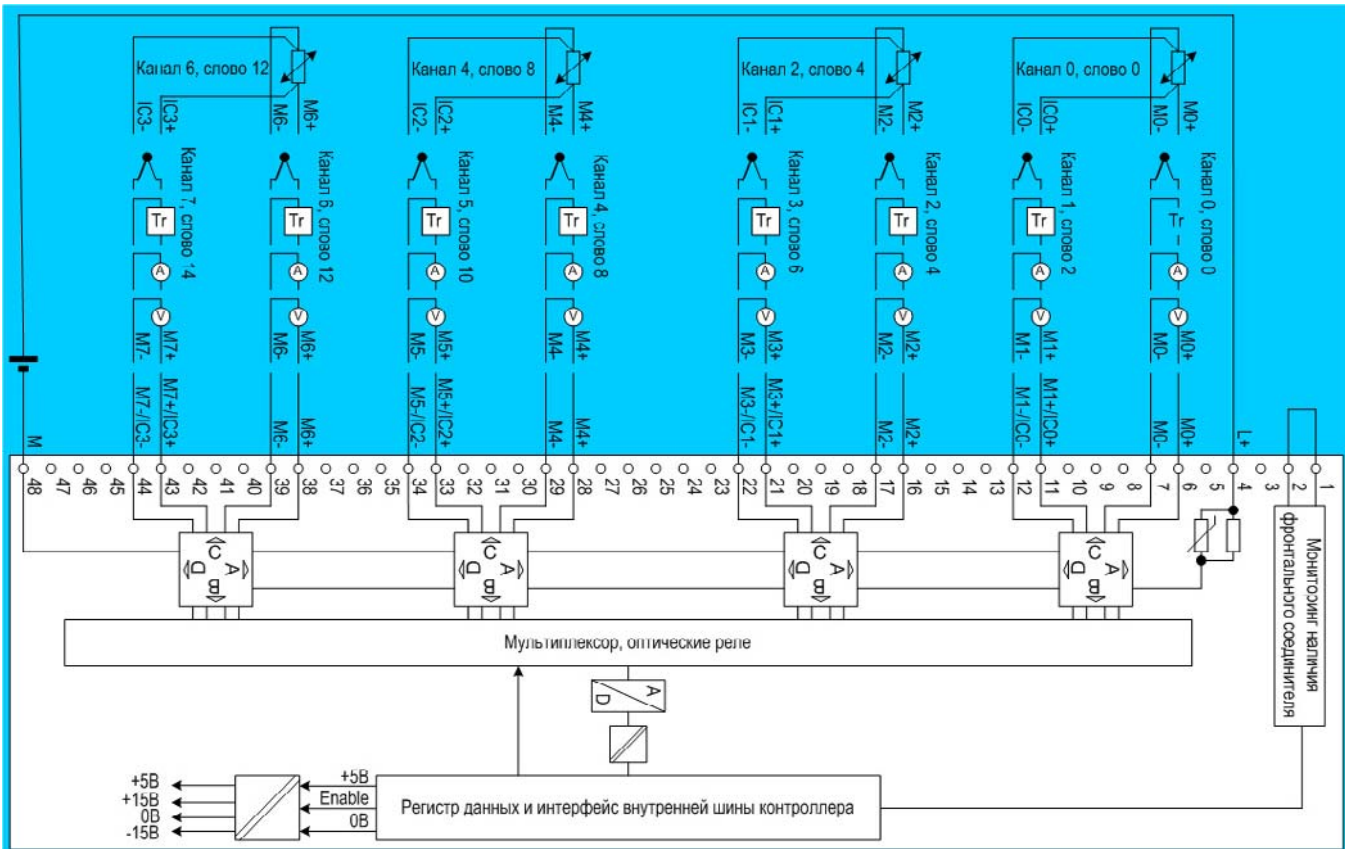 Канал 6, слово 12
Канал 4, слово 8
Канал 2, слово 4
Канал 0, слово 0
IC3-
IC3+
M6-
M6+
IC2-
IC2+
M4-
M4+
IC1-
IC1+
M2-
M2+
IC0-
IC0+
M0-
M0+
Канал 7, слово 14
Канал 6, слово 12
Канал 5, слово 10
Канал 4, слово 8
Канал 3, слово 6
Канал 2, слово 4
Канал 1, слово 2
Канал 0, слово 0
Tr
Tr
Tr
Tr
Tr
Tr
Tr
Tr
A
A
A
A
A
A
A
A
V
V
V
V
V
V
V
V
M7-
M7+
M6-
M6+
M5-
M5+
M4-
M4+
M3-
M3+
M2-
M2+
M1-
M1+
M0-
M0+
M
M7-/IC3-
M7+/IC3+
M6-
M6+
M5-/IC2-
M5+/IC2+
M4-
M4+
M3-/IC1-
M3+/IC1+
M2-
M2+
M1-/IC0-
M1+/IC0+
M0-
M0+
L+
48
47
46
45
44
43
42
41
40
39
38
37
36
35
34
33
32
31
30
29
28
27
26
25
24
23
22
21
20
19
18
17
16
15
14
13
12
11
10
9
8
7
6
5
4
3
2
1
C
A
D
B
C
A
D
B
C
A
D
B
C
A
D
B
Мониторинг наличия
фронтального соединителя
Мультиплексор, оптические реле
A
D
+5В
+15В
0В
-15В
+5В
Enable
0В
Регистр данных и интерфейс внутренней шины контроллера